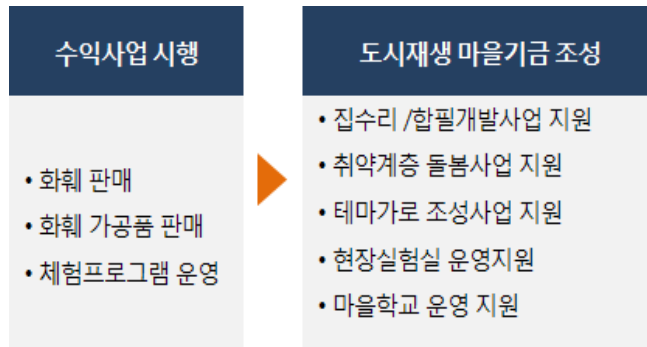 수익사업 시행
• 화훼 판매
• 화훼 가공품 판매
• 체험프로그램 운영
도시재생 마을기금 조성
• 집수리 /합필개발사업 지원
• 취약계층 돌봄사업 지원
• 테마가로 조성사업 지원
• 현장실험실 운영지원
• 마을학교 운영 지원